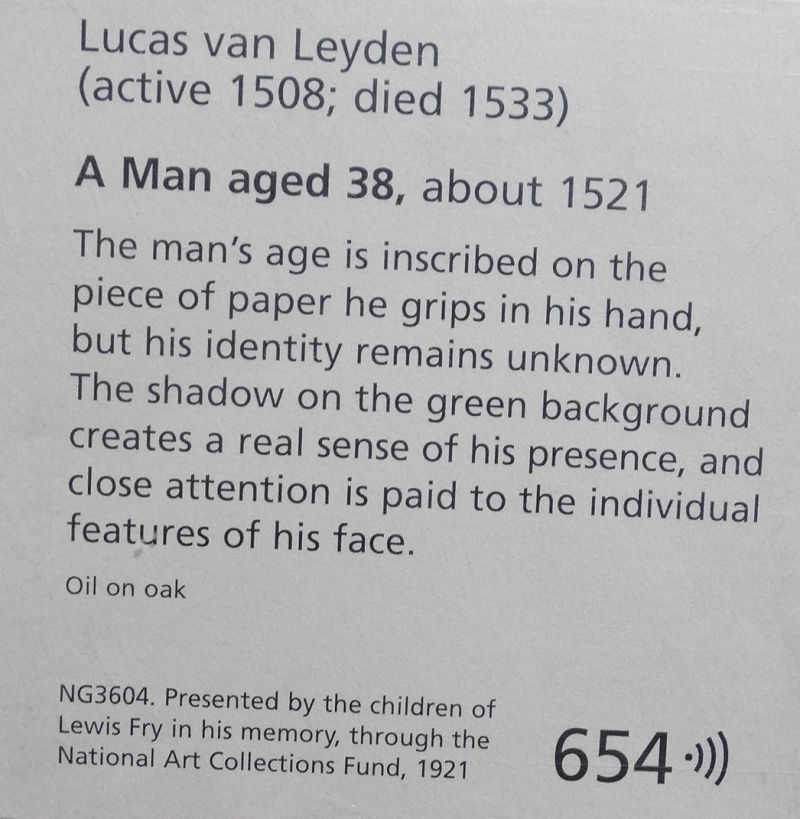 Lucas van Leyden
(active 1508; died 1533)
A Man aged 38, about 1521
The man's age is inscribed on the
piece of paper he grips in his hand,
but his identity remains unknown.
The shadow on the green background
creates a real sense of his presence, and
close attention is paid to the individual
features of his face.
Oil on oak
NG3604. Presented by the children of
Lewis Fry in his memory, through the
National Art Collections Fund, 1921
654